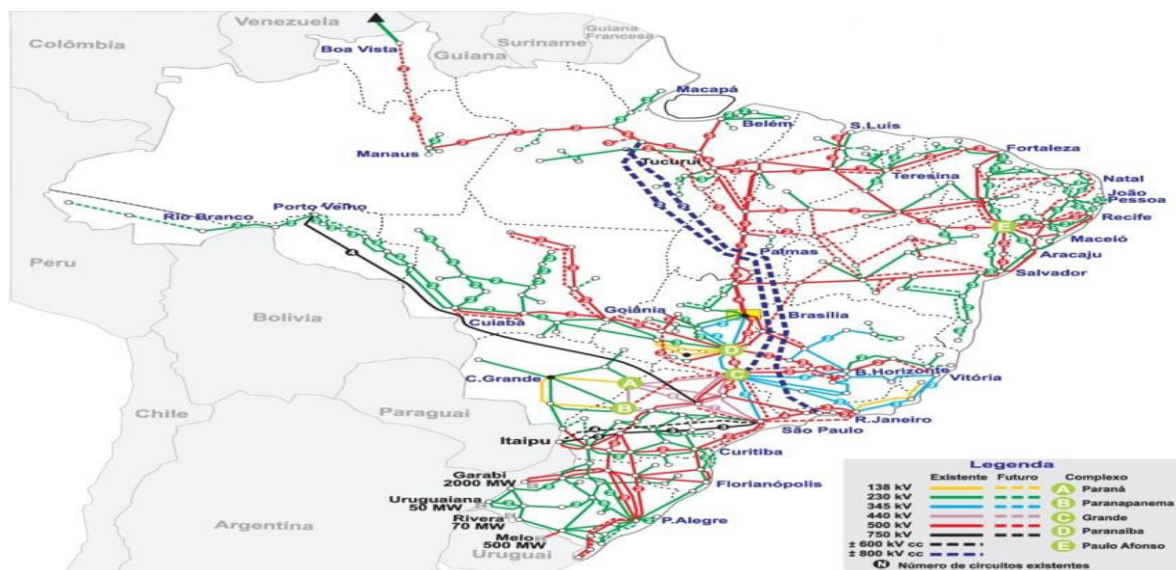 Venezuela
Colômbia
Guiana
Suriname
Guiana
Francesa
Boa Vista
Macapá
Belém
S.Luís
Manaus
Tucuruí
Fortaleza
Teresina
Natal
João
Pessoa
Recife
Maceió
Aracaju
Salvador
Rio Branco
Porto Velho
Palmas
Peru
Bolivia
Cuiabá
Goiânia
Brasília
E
D
C
A
B
C.Grande
B.Horizonte
Vitória
R.Janeiro
São Paulo
Chile
Paraguai
Itaipu
Curitiba
Garabi
2000 MW
Florianópolis
Uruguaiana
50 MW
Rivera
70 MW
P.Alegre
Melo
500 MW
Argentina
Uruguai
Legenda
Existente Futuro Complexo
138 kV
230 kV
345 kV
440 kV
500 kV
750 kV
± 600 kV cc
± 800 kV cc
A Paraná
B Paranapanema
C Grande
D Paranaíba
E Paulo Afonso
N Número de circuitos existentes